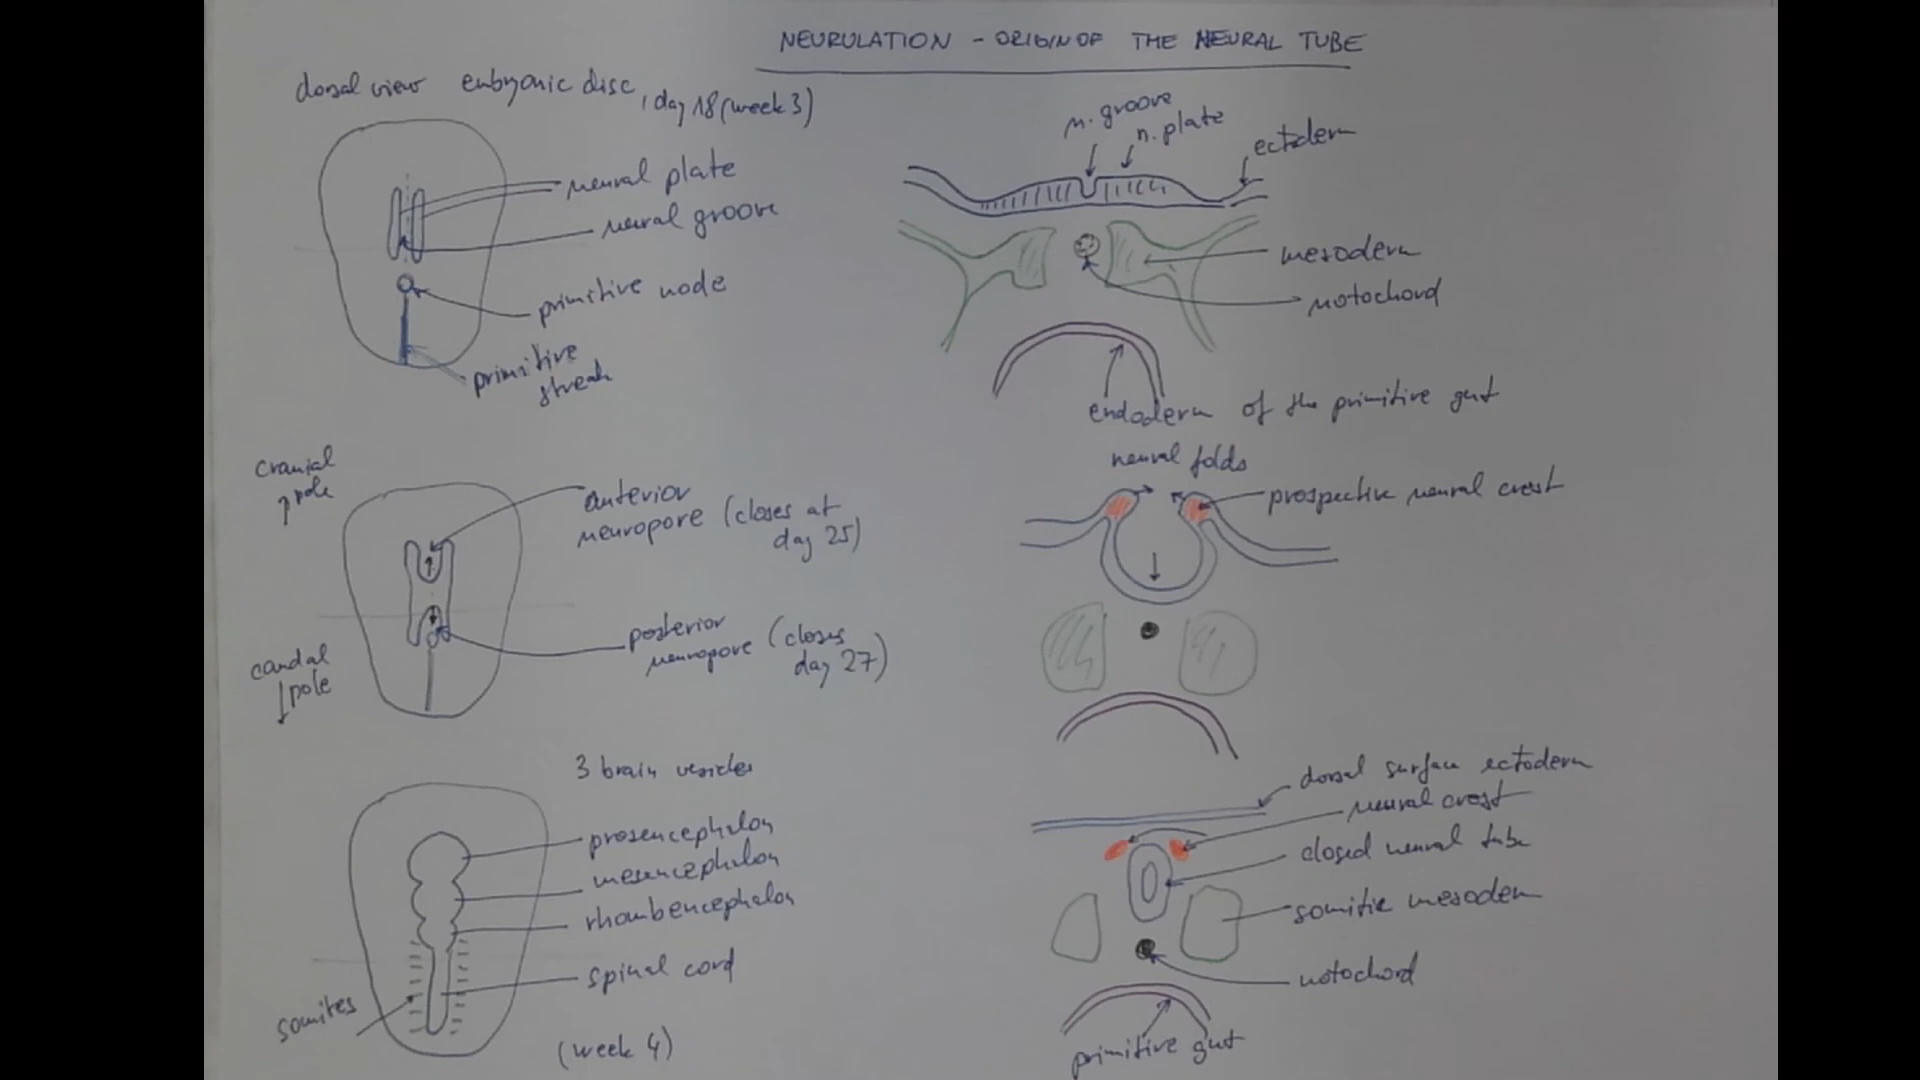 NEURULATION - ORIGIN OF THE NEURAL TUBE
dorsal view embryonic disc, day 18 (week 3)
neural plate
neural groove
primitive node
primitive
streak
n. groove
n. plate
ectoderm
mesoderm
notochord
endoderm of the primitive gut
cranial
pole
anterior
neuropore (closes at
day 25)
caudal
pole
posterior
neuropore (closes
day 27)
neural folds
prospective neural crest
3 brain vesicles
prosencephalon
mesencephalon
rhombencephalon
spinal cord
somites
(week 4)
dorsal surface ectoderm
neural crest
closed neural tube
somitic mesoderm
notochord
primitive gut